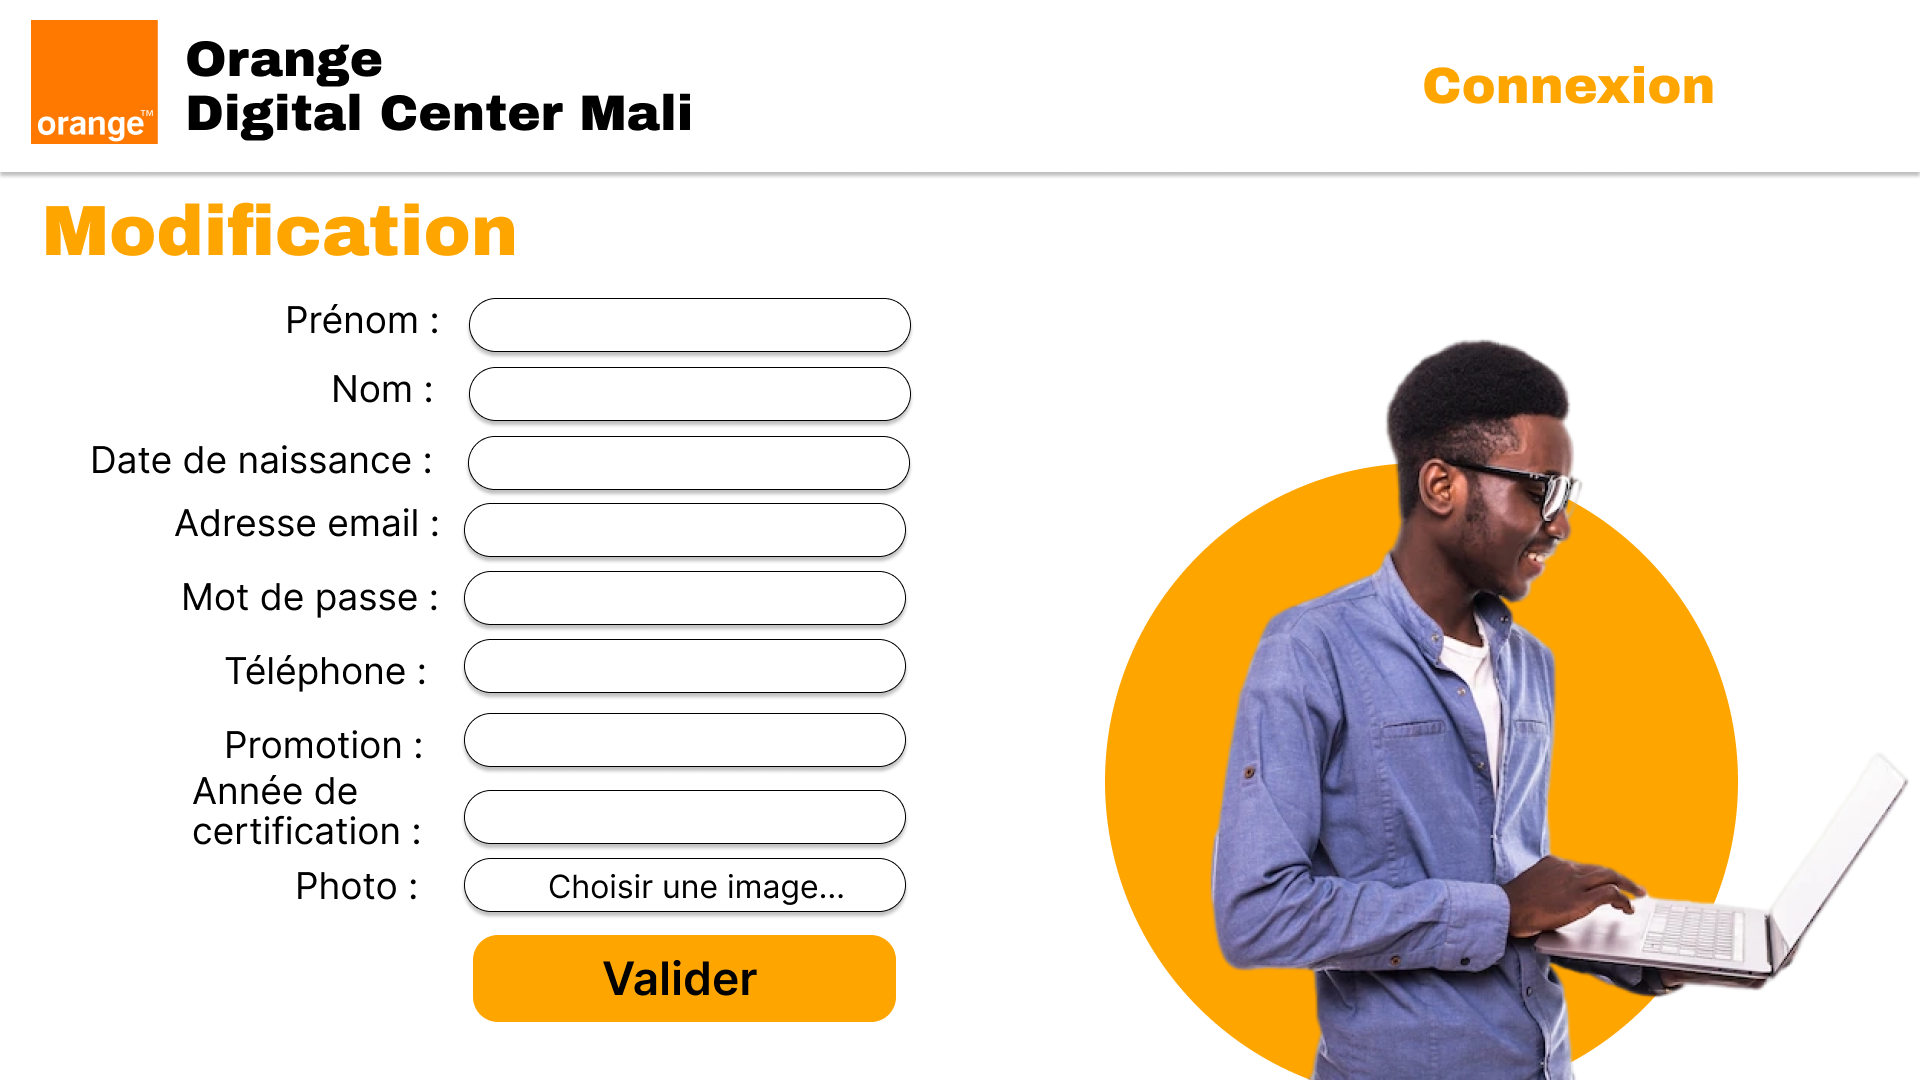 orange™
Orange
Digital Center Mali
Connexion
Modification
Prénom :
Nom :
Date de naissance :
Adresse email :
Mot de passe :
Téléphone :
Promotion :
Année de
certification :
Photo :
Choisir une image...
Valider